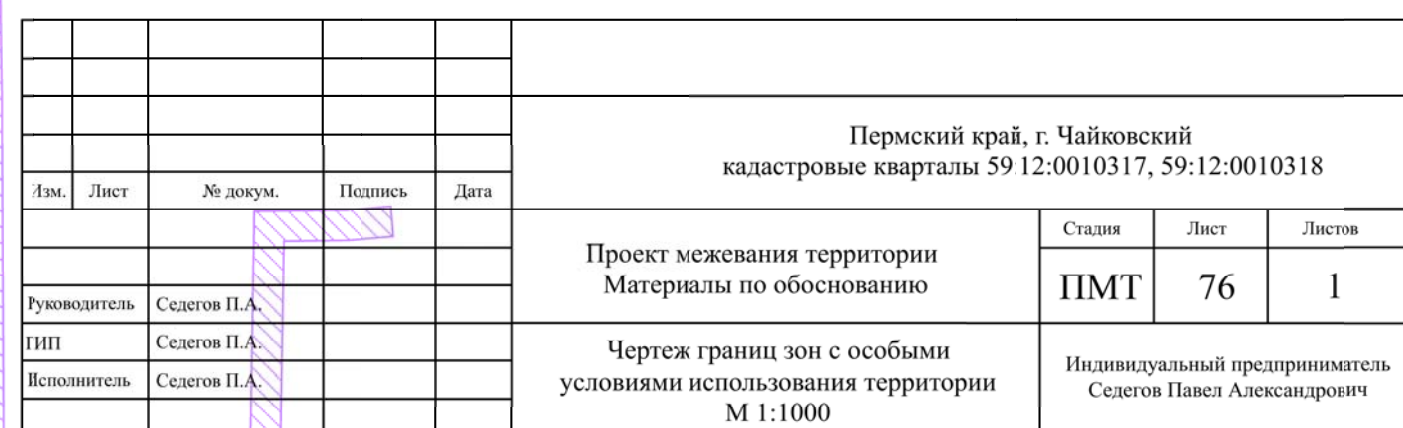 Пермский край, г. Чайковский
кадастровые кварталы 59:12:0010317, 59:12:0010318
Изм. Лист № докум. Подпись Дата
Проект межевания территории
Материалы по обоснованию
Стадия Лист Листов
ПМТ 76 1
Руководитель Седегов П.А.
ГИП Седегов П.А.
Исполнитель Седегов П.А.
Чертеж границ зон с особыми
условиями использования территории
М 1:1000
Индивидуальный предприниматель
Седегов Павел Александрович